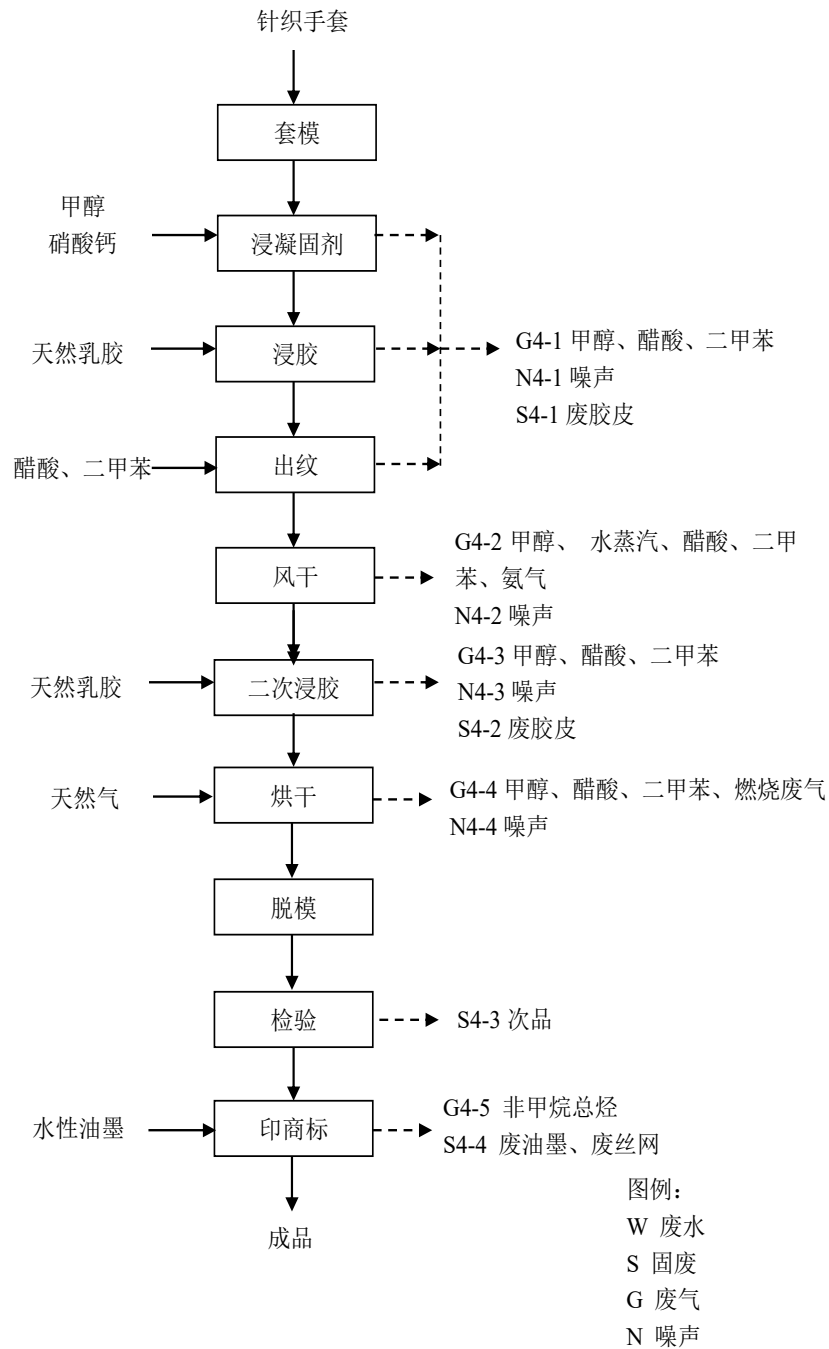 针织手套
套模
甲醇
硝酸钙
浸凝固剂
天然乳胶
浸胶
G4-1 甲醇、醋酸、二甲苯
N4-1 噪声
S4-1 废胶皮
醋酸、二甲苯
出纹
风干
G4-2 甲醇、 水蒸汽、醋酸、二甲
苯、氨气
N4-2 噪声
天然乳胶
二次浸胶
G4-3 甲醇、醋酸、二甲苯
N4-3 噪声
S4-2 废胶皮
天然气
烘干
G4-4 甲醇、醋酸、二甲苯、燃烧废气
N4-4 噪声
脱模
检验
S4-3 次品
水性油墨
印商标
G4-5 非甲烷总烃
S4-4 废油墨、废丝网
成品
图例：
W 废水
S 固废
G 废气
N 噪声